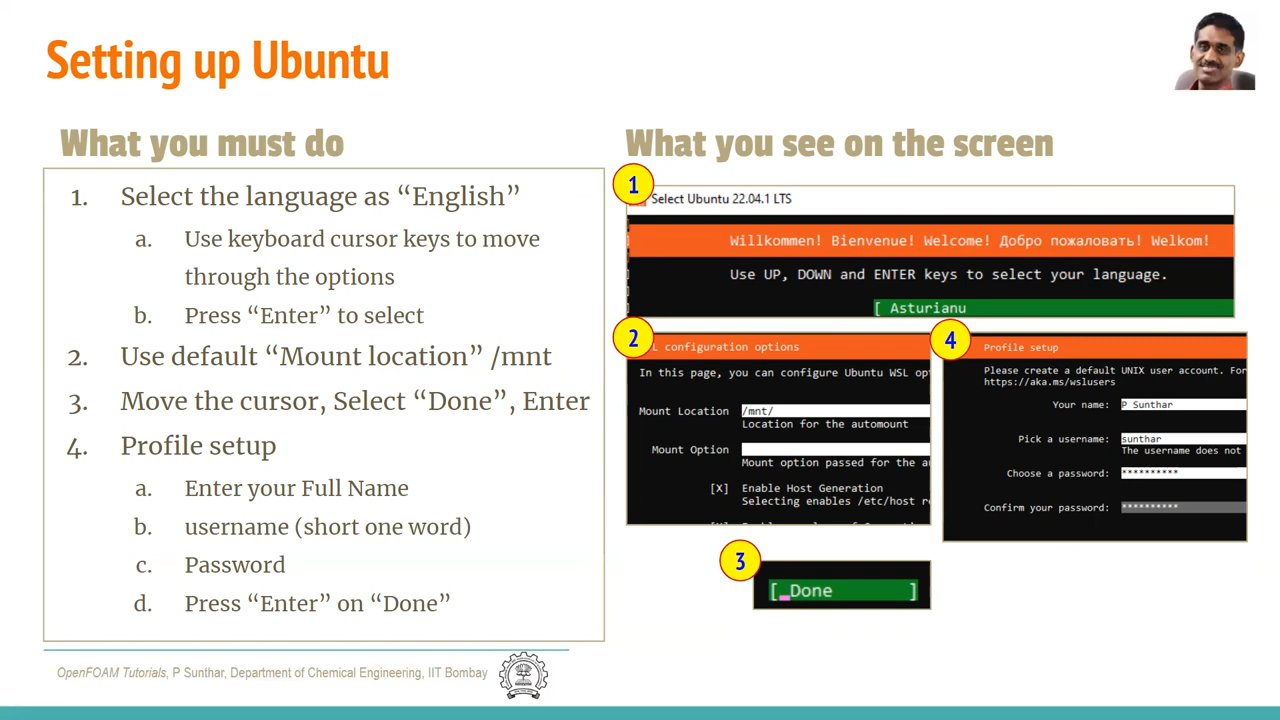 Setting up Ubuntu
What you must do
1. Select the language as “English”
a. Use keyboard cursor keys to move
through the options
b. Press “Enter” to select
2. Use default “Mount location” /mnt
3. Move the cursor, Select “Done”, Enter
4. Profile setup
a. Enter your Full Name
b. username (short one word)
c. Password
d. Press “Enter” on “Done”
What you see on the screen
1
Select Ubuntu 22.04.1 LTS
Willkommen! Bienvenue! Welcome! Добро пожаловать! Welkom!
Use UP, DOWN and ENTER keys to select your language.
[ Asturianu
2
L configuration options
In this page, you can configure Ubuntu WSL opt
Mount Location /mnt/
Location for the automount
Mount Option
Mount option passed for the au
[X] Enable Host Generation
Selecting enables /etc/host r
4
Profile setup
Please create a default UNIX user account. For
https://aka.ms/wslusers
Your name: P Sunthar
Pick a username: sunthar
The username does not
Choose a password: **********
Confirm your password: **********
3
[ Done ]
OpenFOAM Tutorials, P Sunthar, Department of Chemical Engineering, IIT Bombay